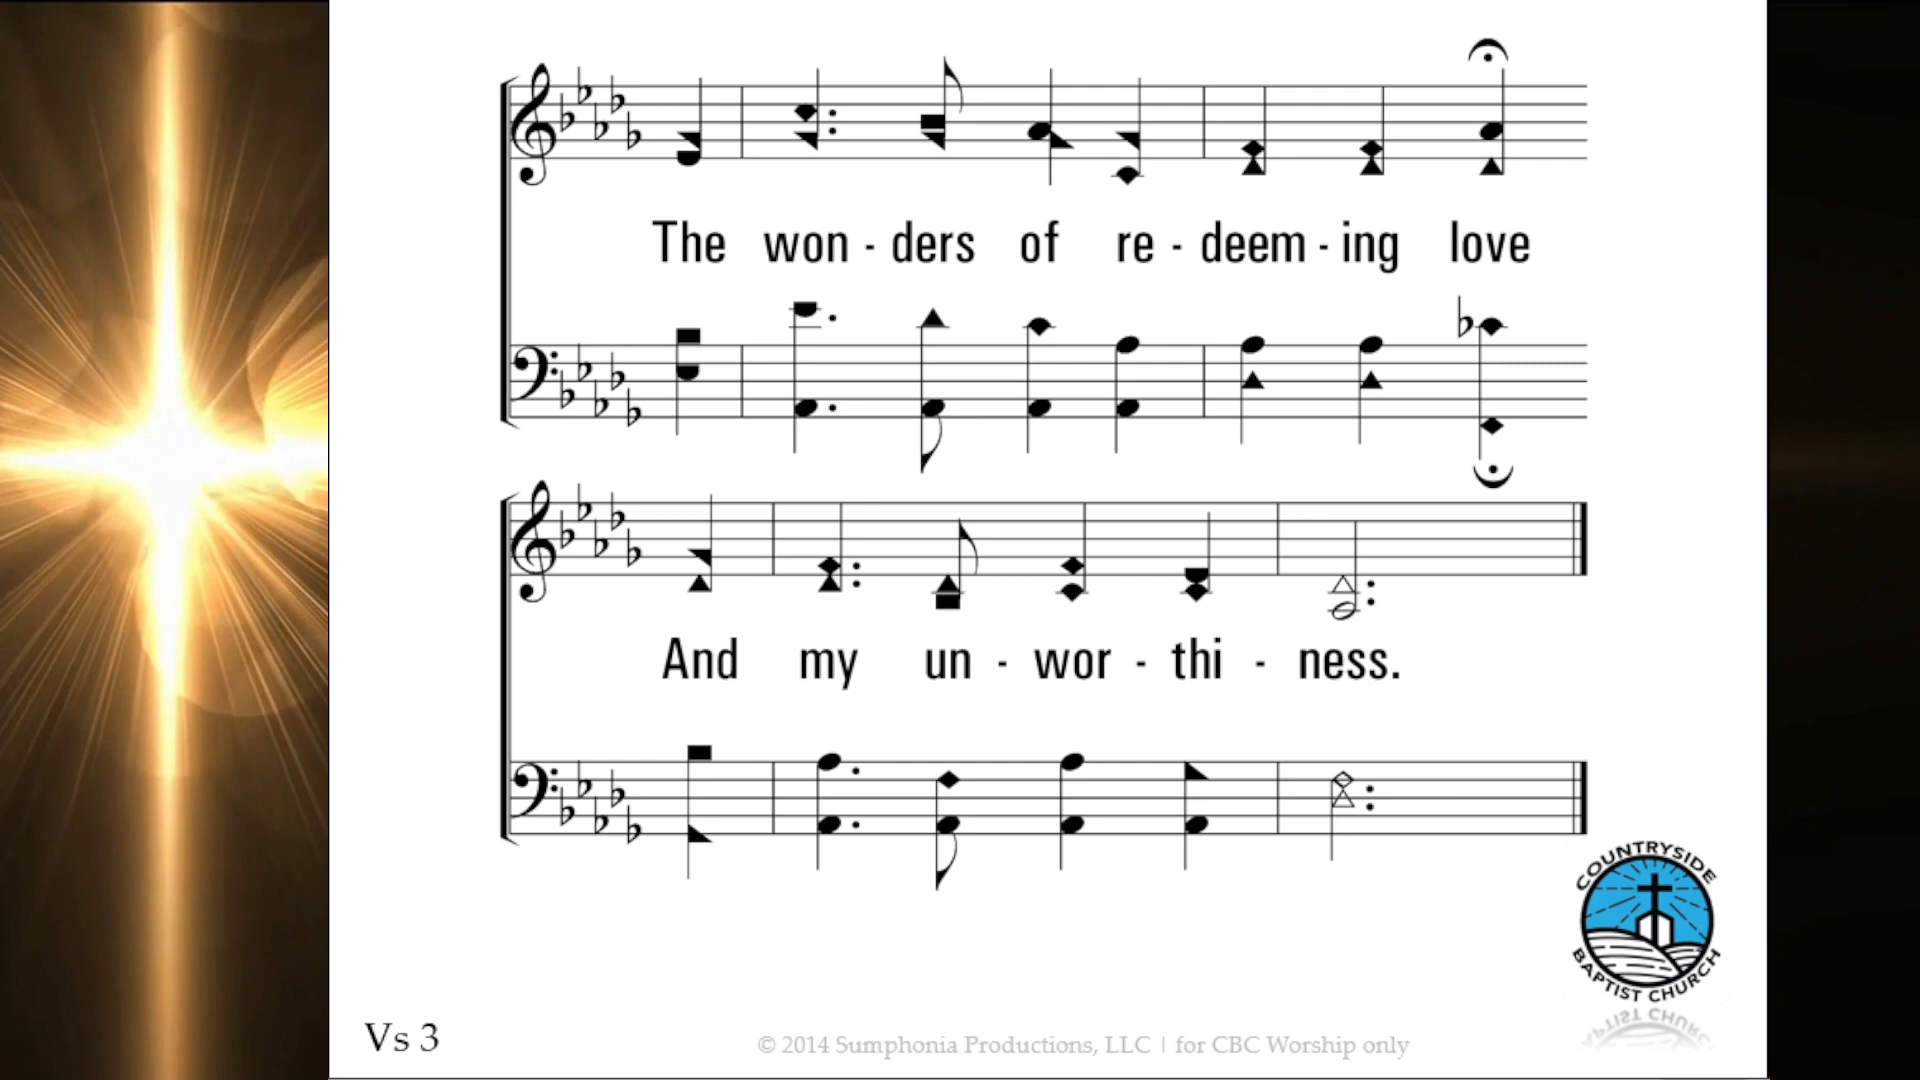 The won - ders of re - deem - ing love
And my un - wor - thi - ness.
COUNTRYSIDE
BAPTIST CHURCH
Vs 3
© 2014 Sumphonia Productions, LLC | for CBC Worship only